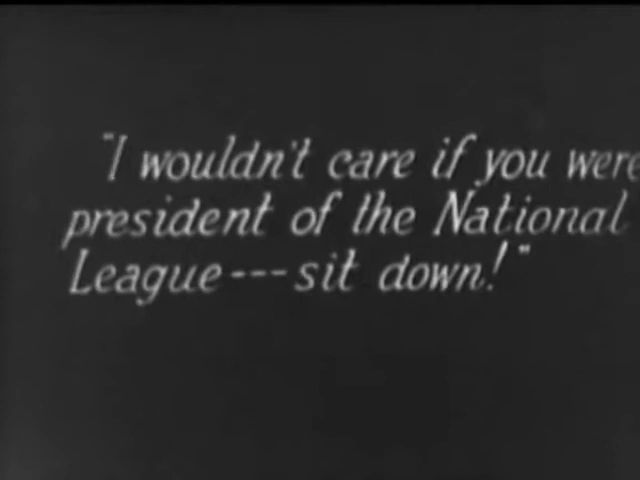 "I wouldn't care if you were
president of the National
League---sit down!"